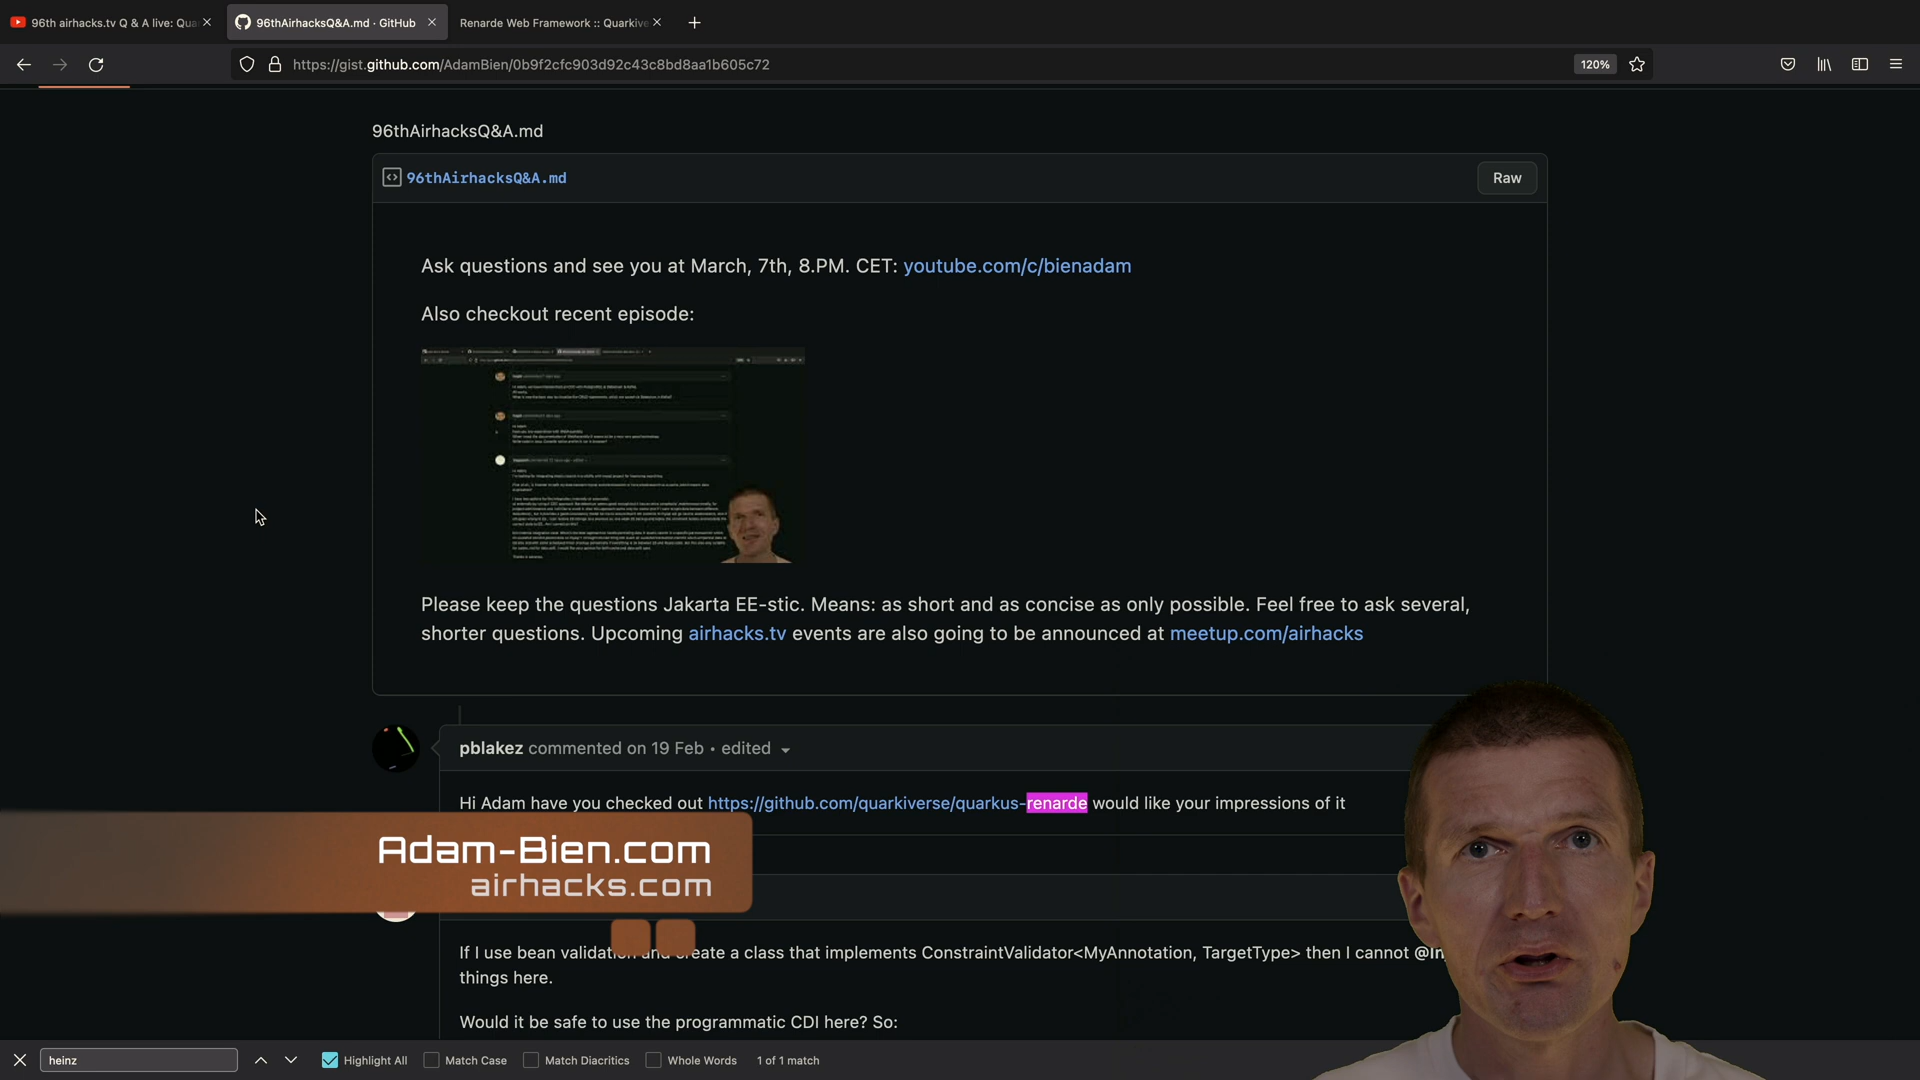 96th airhacks.tv Q & A live: Qua
96thAirhacksQ&A.md · GitHub
Renarde Web Framework :: Quarkive
https://gist.github.com/AdamBien/0b9f2cfc903d92c43c8bd8aa1b605c72
120%
96thAirhacksQ&A.md
96thAirhacksQ&A.md
Raw
Ask questions and see you at March, 7th, 8.PM. CET: youtube.com/c/bienadam
Also checkout recent episode:
Please keep the questions Jakarta EE-stic. Means: as short and as concise as only possible. Feel free to ask several,
shorter questions. Upcoming airhacks.tv events are also going to be announced at meetup.com/airhacks
pblakez commented on 19 Feb • edited
Hi Adam have you checked out https://github.com/quarkiverse/quarkus-renarde would like your impressions of it
Adam-Bien.com
airhacks.com
If I use bean validati and create a class that implements ConstraintValidator<MyAnnotation, TargetType> then I cannot @In
things here.
Would it be safe to use the programmatic CDI here? So:
heinz
Highlight All
Match Case
Match Diacritics
Whole Words
1 of 1 match